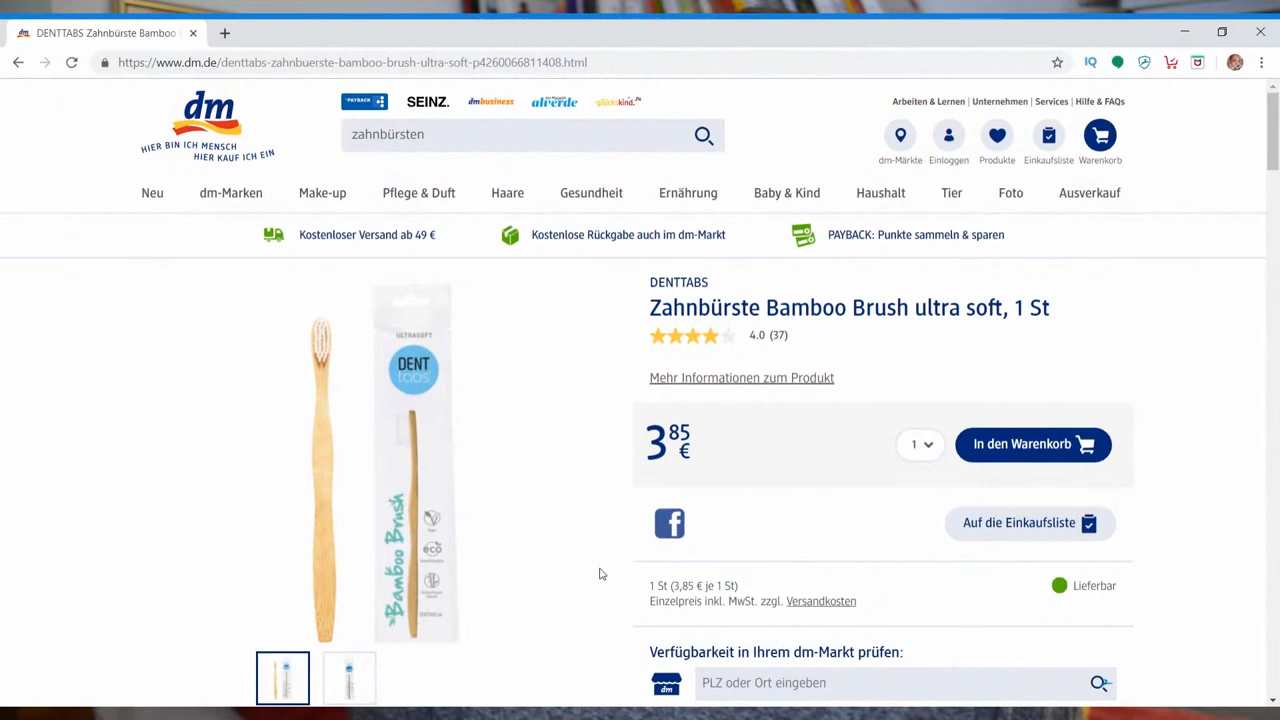 DENTTABS Zahnbürste Bamboo
https://www.dm.de/denttabs-zahnbuerste-bamboo-brush-ultra-soft-p4260066811408.html
IQ
dm
HIER BIN ICH MENSCH
HIER KAUF ICH EIN
PAYBACK SEINZ. dmbusiness alverde glückskind.
Arbeiten & Lernen | Unternehmen | Services | Hilfe & FAQs
zahnbürsten
dm-Märkte Einloggen Produkte Einkaufsliste Warenkorb
Neu dm-Marken Make-up Pflege & Duft Haare Gesundheit Ernährung Baby & Kind Haushalt Tier Foto Ausverkauf
Kostenloser Versand ab 49 € Kostenlose Rückgabe auch im dm-Markt PAYBACK: Punkte sammeln & sparen
DENTTABS
Zahnbürste Bamboo Brush ultra soft, 1 St
4.0 (37)
Mehr Informationen zum Produkt
ULTRASOFT
DENT
tabs
Bamboo Brush
eco
3 85 €
1
In den Warenkorb
Auf die Einkaufsliste
1 St (3,85 € je 1 St)
Lieferbar
Einzelpreis inkl. MwSt. zzgl. Versandkosten
Verfügbarkeit in Ihrem dm-Markt prüfen:
dm
PLZ oder Ort eingeben